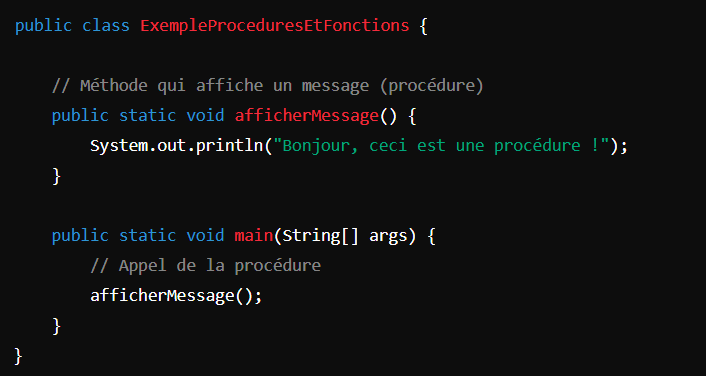 public class ExempleProceduresEtFonctions {
// Méthode qui affiche un message (procédure)
public static void afficherMessage() {
System.out.println("Bonjour, ceci est une procédure !");
}
public static void main(String[] args) {
// Appel de la procédure
afficherMessage();
}
}